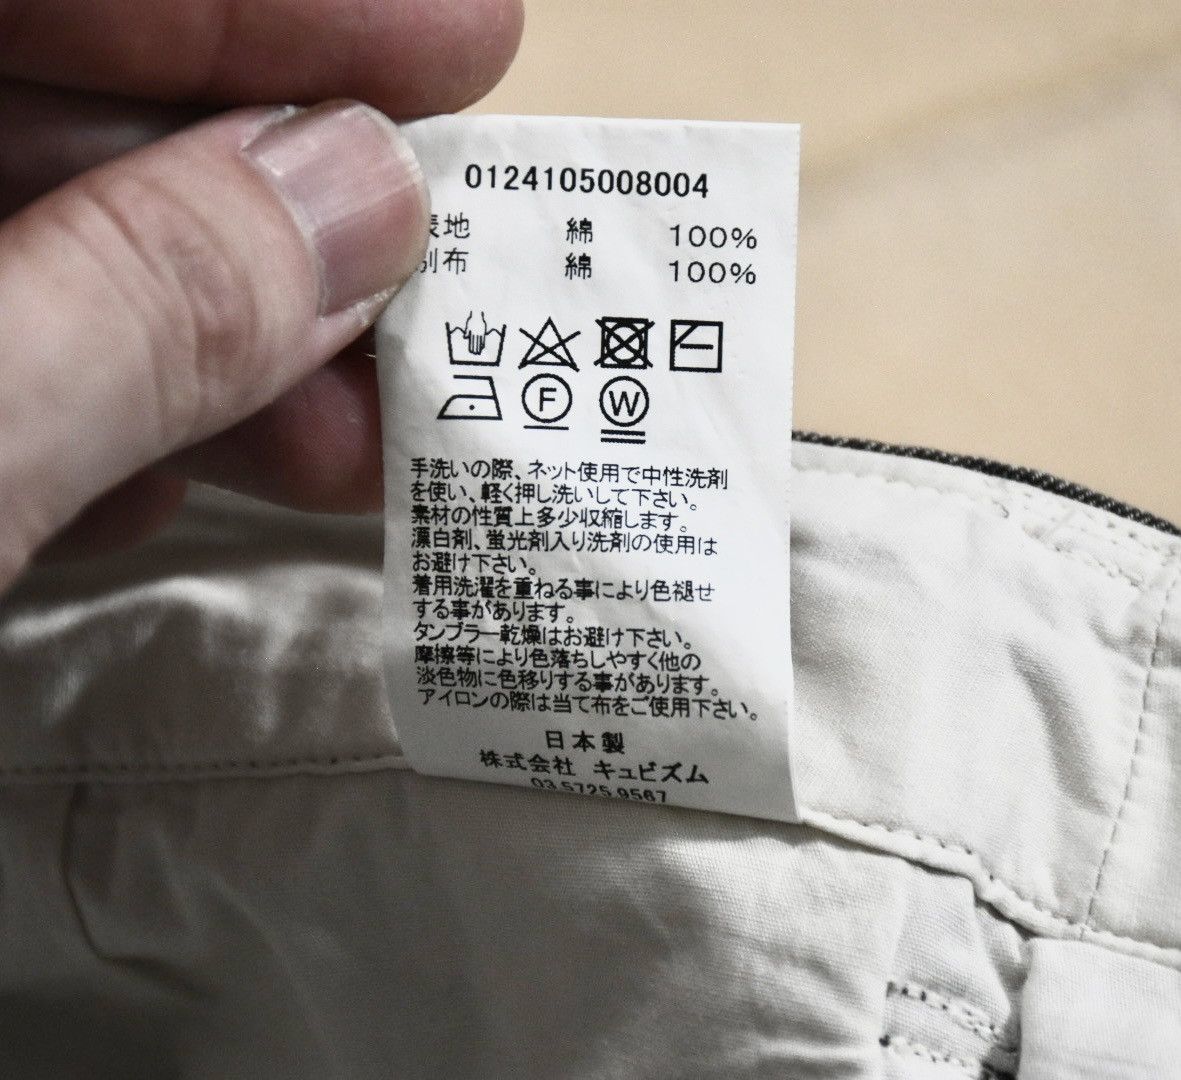 0124105008004
表地 綿 100%
別布 綿 100%
F W
手洗いの際、ネット使用で中性洗剤
を使い、軽く押し洗いして下さい。
素材の性質上多少収縮します。
漂白剤、蛍光剤入り洗剤の使用は
お避け下さい。
着用洗濯を重ねる事により色褪せ
する事があります。
タンブラー乾燥はお避け下さい。
摩擦等により色落ちしやすく他の
淡色物に色移りする事があります。
アイロンの際は当て布をご使用下さい。
日本製
株式会社 キュビズム
03 5725 9567